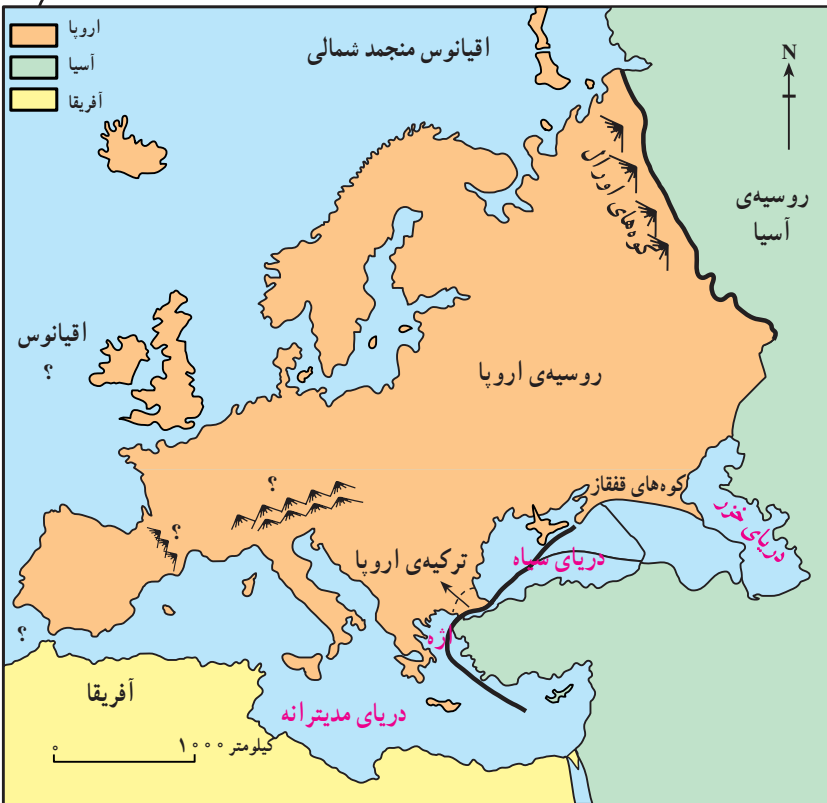 اروپا
آسیا
آفریقا
اقیانوس منجمد شمالی
N
روسیه‌ی
آسیا
کوه‌های اورال
اقیانوس
؟
روسیه‌ی اروپا
؟
؟
کوه‌های قفقاز
دریای خزر
دریای سیاه
ترکیه‌ی اروپا
اژه
؟
آفریقا
دریای مدیترانه
۰
۱۰۰۰ کیلومتر